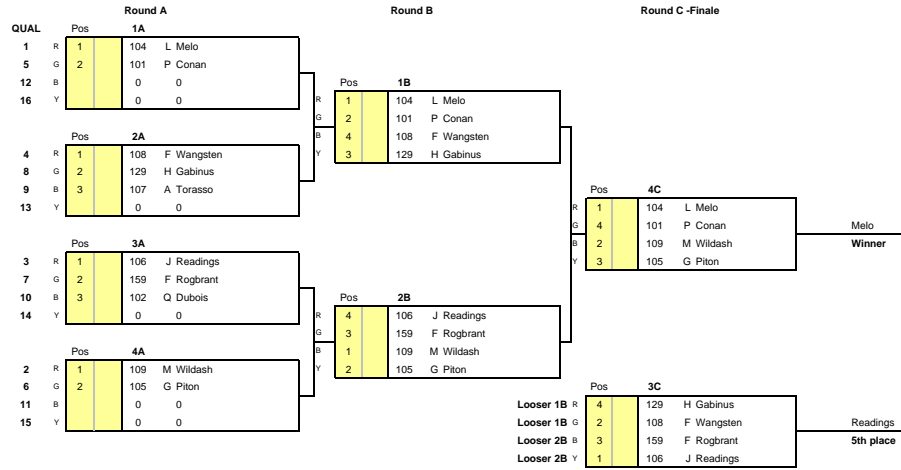 Round A Round B Round C -Finale
QUAL Pos 1A
1 R 1 104 L Melo
5 G 2 101 P Conan
12 B 0 0
16 Y 0 0
Pos 2A
4 R 1 108 F Wangsten
8 G 2 129 H Gabinus
9 B 3 107 A Torasso
13 Y 0 0
Pos 3A
3 R 1 106 J Readings
7 G 2 159 F Rogbrant
10 B 3 102 Q Dubois
14 Y 0 0
Pos 4A
2 R 1 109 M Wildash
6 G 2 105 G Piton
11 B 0 0
15 Y 0 0
Pos 1B
R 1 104 L Melo
G 2 101 P Conan
B 4 108 F Wangsten
Y 3 129 H Gabinus
Pos 2B
R 4 106 J Readings
G 3 159 F Rogbrant
B 1 109 M Wildash
Y 2 105 G Piton
Pos 4C
R 1 104 L Melo
G 4 101 P Conan
B 2 109 M Wildash
Y 3 105 G Piton
Melo
Winner
Pos 3C
Looser 1B R 4 129 H Gabinus
Looser 1B G 2 108 F Wangsten
Looser 2B B 3 159 F Rogbrant
Looser 2B Y 1 106 J Readings
Readings
5th place